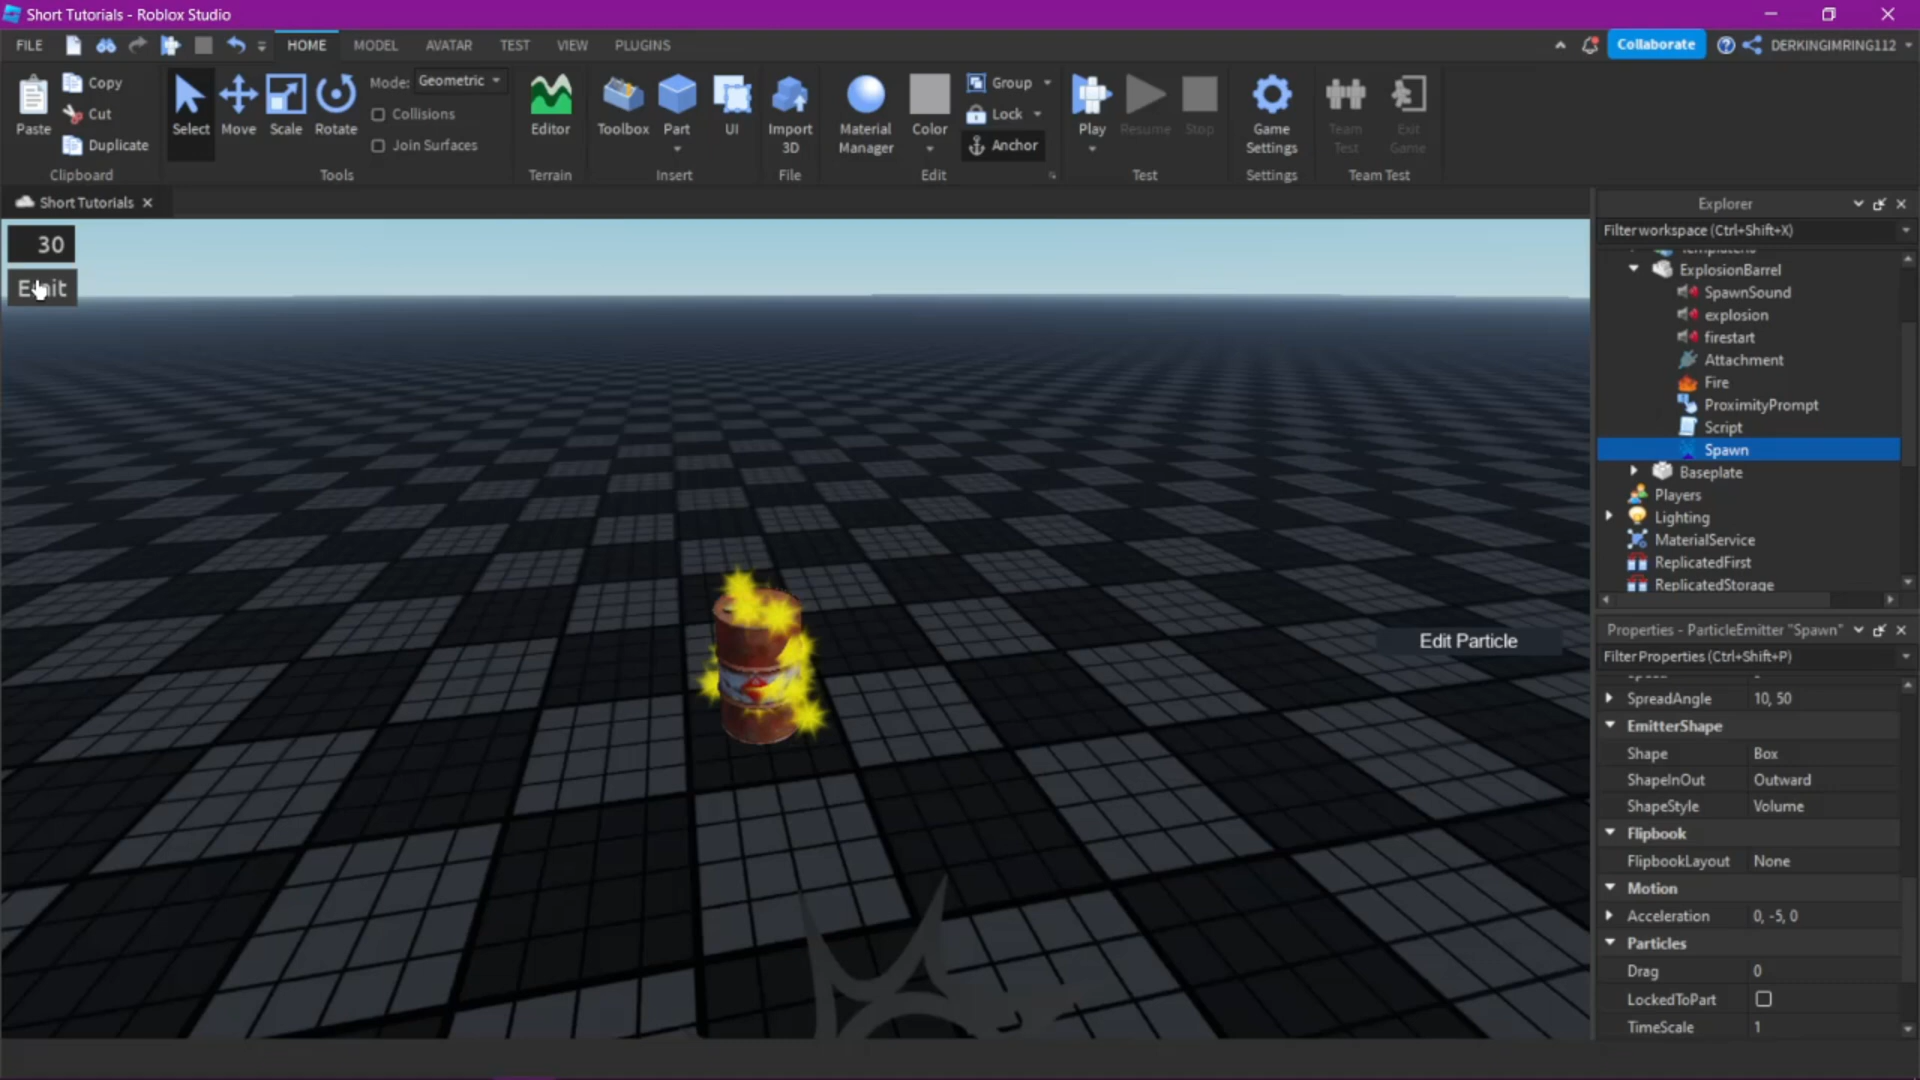 Short Tutorials - Roblox Studio
FILE
HOME
MODEL
AVATAR
TEST
VIEW
PLUGINS
Collaborate
DERKINGIMRING112
Paste
Copy
Cut
Duplicate
Clipboard
Select
Move
Scale
Rotate
Mode: Geometric
Collisions
Join Surfaces
Tools
Editor
Terrain
Toolbox
Part
UI
Insert
Import
3D
File
Material
Manager
Color
Group
Lock
Anchor
Edit
Play
Resume
Stop
Test
Game
Settings
Settings
Team
Test
Exit
Game
Team Test
Short Tutorials
30
Emit
Edit Particle
Explorer
Filter workspace (Ctrl+Shift+X)
ExplosionBarrel
SpawnSound
explosion
firestart
Attachment
Fire
ProximityPrompt
Script
Spawn
Baseplate
Players
Lighting
MaterialService
ReplicatedFirst
ReplicatedStorage
Properties - ParticleEmitter "Spawn"
Filter Properties (Ctrl+Shift+P)
SpreadAngle 10, 50
EmitterShape
Shape Box
ShapeInOut Outward
ShapeStyle Volume
Flipbook
FlipbookLayout None
Motion
Acceleration 0, -5, 0
Particles
Drag 0
LockedToPart
TimeScale 1